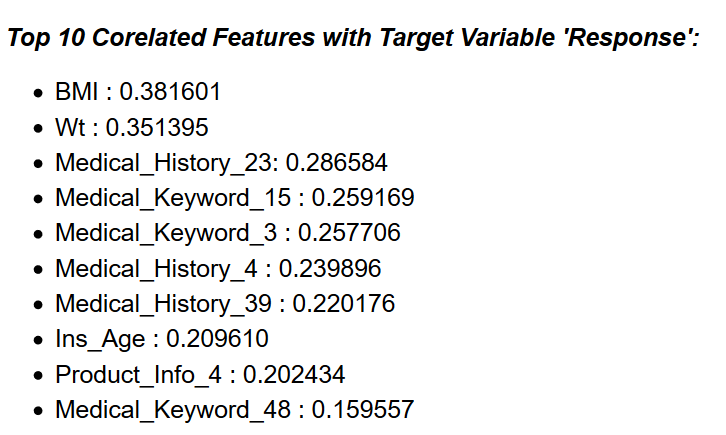 Top 10 Corelated Features with Target Variable 'Response':
• BMI : 0.381601
• Wt : 0.351395
• Medical_History_23: 0.286584
• Medical_Keyword_15 : 0.259169
• Medical_Keyword_3 : 0.257706
• Medical_History_4 : 0.239896
• Medical_History_39 : 0.220176
• Ins_Age : 0.209610
• Product_Info_4 : 0.202434
• Medical_Keyword_48 : 0.159557